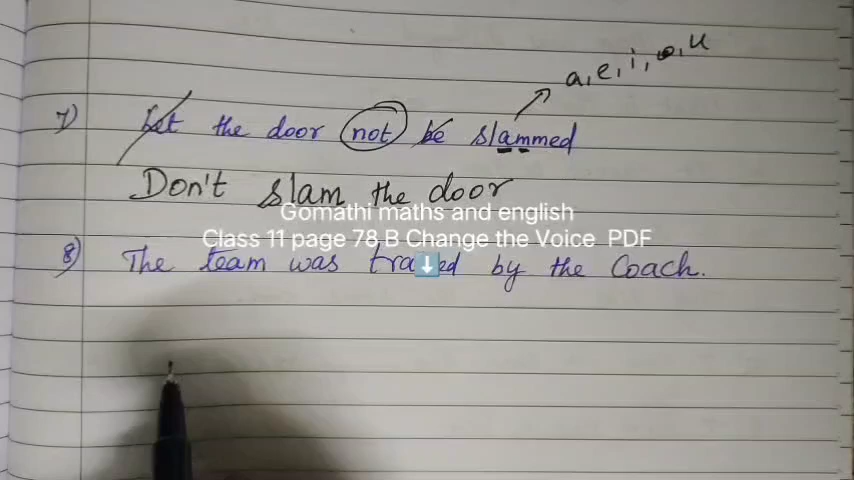 a, e, i, o, u
7) Let the door not be slammed
Don't slam the door
Gomathi maths and english
Class 11 page 78,B Change the Voice PDF
8) The team was by the Coach.